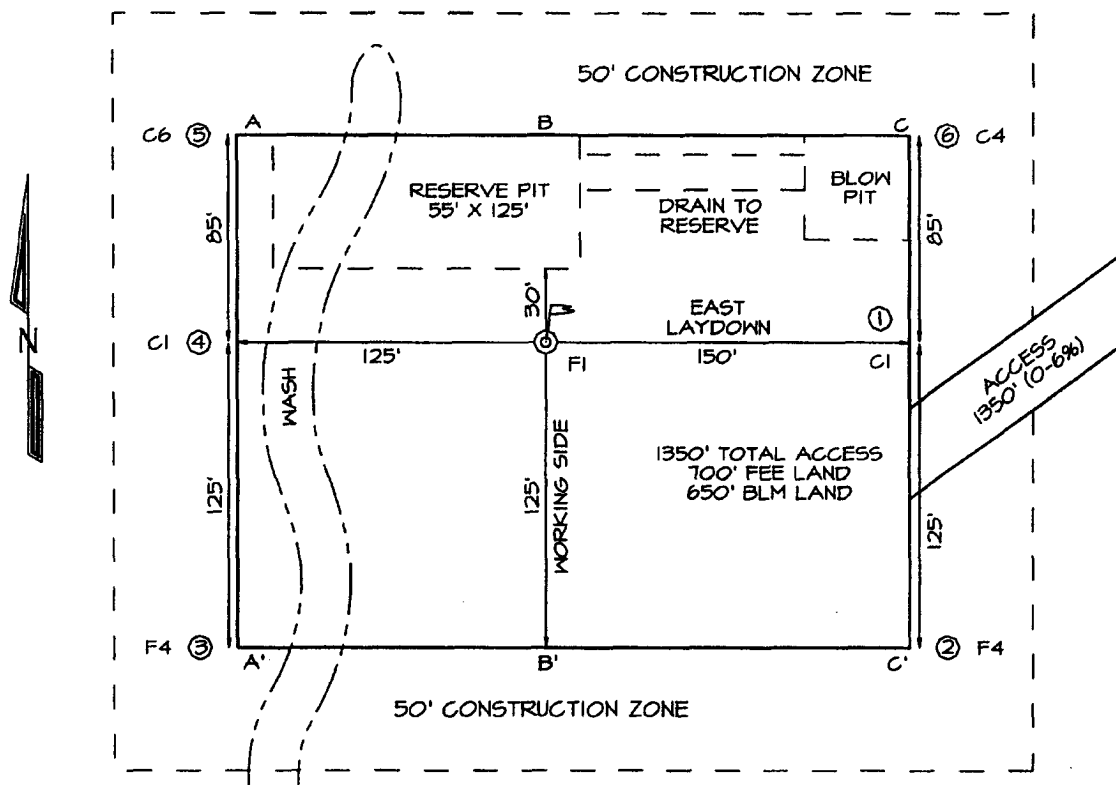 50' CONSTRUCTION ZONE
C6 ⑤ A
B
C ⑥ C4
RESERVE PIT
55' X 125'
DRAIN TO
RESERVE
BLOW
PIT
85'
85'
30'
EAST
LAYDOWN
①
N
C1 ④
125'
F1
150'
C1
ACCESS
1350' (0-6%)
WASH
WORKING SIDE
125'
125'
1350' TOTAL ACCESS
700' FEE LAND
650' BLM LAND
125'
F4 ③
A'
B'
C'
② F4
50' CONSTRUCTION ZONE